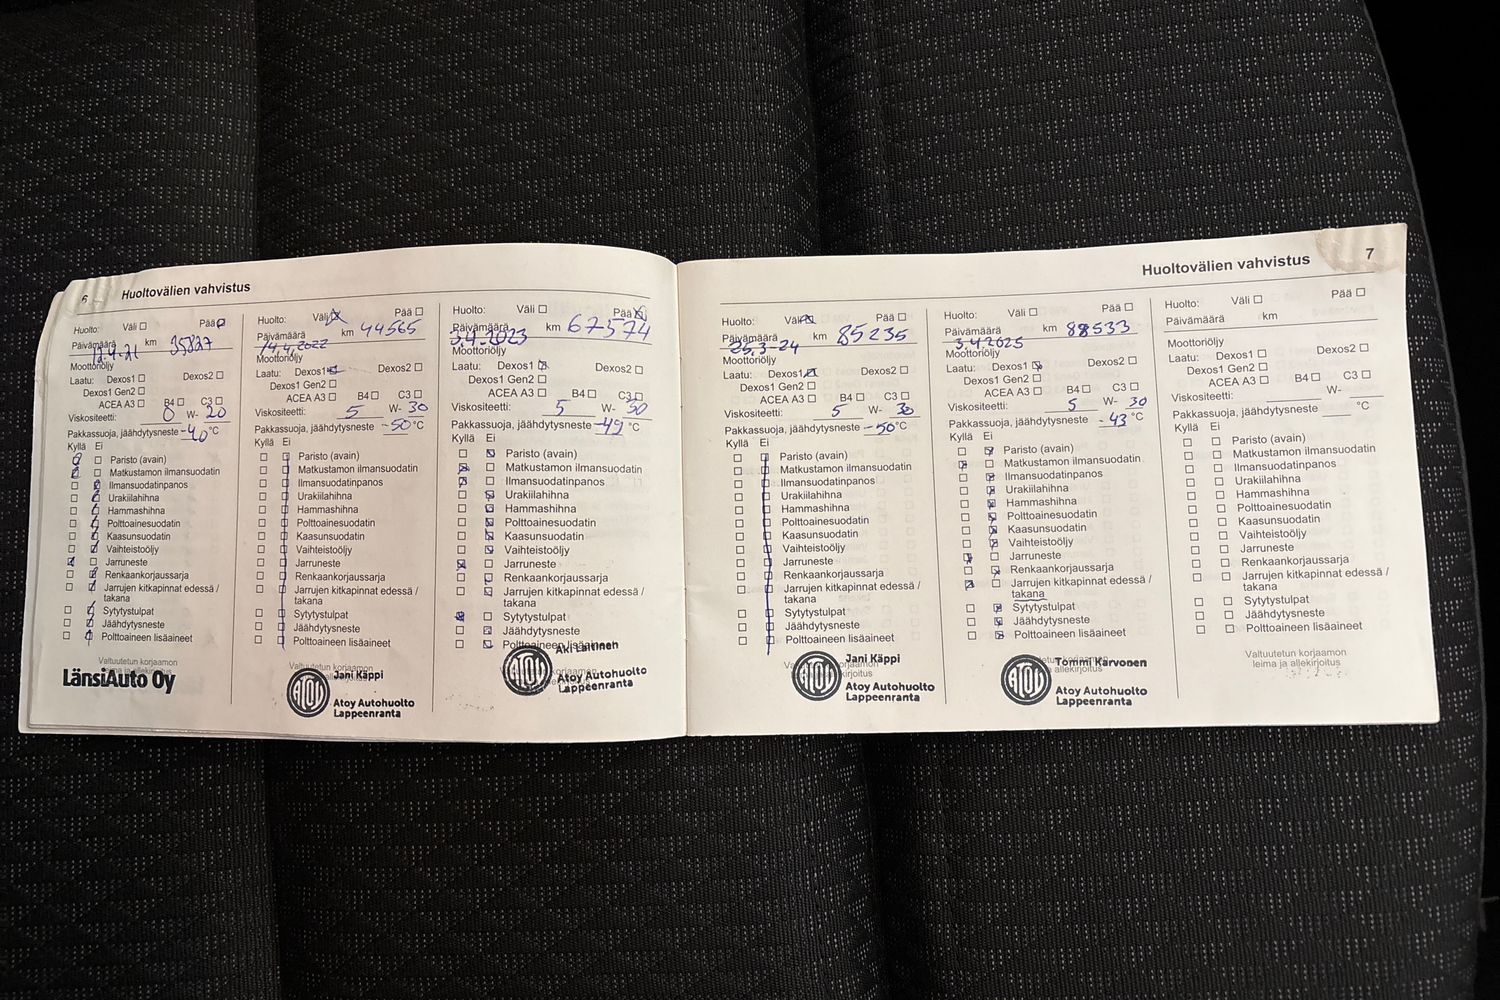 6
Huoltovälien vahvistus
Huolto: Väli Pää
Päivämäärä km 35827
12.4.21
Moottoriöljy
Laatu: Dexos1 Dexos2
Dexos1 Gen2
ACEA A3 B4 C3
Viskositeetti: 0 W- 20
Pakkassuoja, jäähdytysneste -40 °C
Kyllä Ei
Paristo (avain)
Matkustamon ilmansuodatin
Ilmansuodatinpanos
Urakiilahihna
Hammashihna
Polttoainesuodatin
Kaasunsuodatin
Vaihteistoöljy
Jarruneste
Renkaankorjaussarja
Jarrujen kitkapinnat edessä /
takana
Sytytystulpat
Jäähdytysneste
Polttoaineen lisäaineet
Valtuutetun korjaamon
leima ja allekirjoitus
LänsiAuto Oy
Huolto: Väli Pää
Päivämäärä km 44565
14.4.2022
Moottoriöljy
Laatu: Dexos1 Dexos2
Dexos1 Gen2
ACEA A3 B4 C3
Viskositeetti: 5 W- 30
Pakkassuoja, jäähdytysneste -50 °C
Kyllä Ei
Paristo (avain)
Matkustamon ilmansuodatin
Ilmansuodatinpanos
Urakiilahihna
Hammashihna
Polttoainesuodatin
Kaasunsuodatin
Vaihteistoöljy
Jarruneste
Renkaankorjaussarja
Jarrujen kitkapinnat edessä /
takana
Sytytystulpat
Jäähdytysneste
Polttoaineen lisäaineet
Valtuutetun korjaamon
leima ja allekirjoitus
Jani Käppi
ATOY
Atoy Autohuolto
Lappeenranta
Huolto: Väli Pää
Päivämäärä km 67574
3.4.2023
Moottoriöljy
Laatu: Dexos1 Dexos2
Dexos1 Gen2
ACEA A3 B4 C3
Viskositeetti: 5 W- 30
Pakkassuoja, jäähdytysneste -49 °C
Kyllä Ei
Paristo (avain)
Matkustamon ilmansuodatin
Ilmansuodatinpanos
Urakiilahihna
Hammashihna
Polttoainesuodatin
Kaasunsuodatin
Vaihteistoöljy
Jarruneste
Renkaankorjaussarja
Jarrujen kitkapinnat edessä /
takana
Sytytystulpat
Jäähdytysneste
Polttoaineen lisäaineet
Aki Laitinen
ATOY
Atoy Autohuolto
Lappeenranta
Huoltovälien vahvistus
7
Huolto: Väli Pää
Päivämäärä km 85235
25.3-24
Moottoriöljy
Laatu: Dexos1 Dexos2
Dexos1 Gen2
ACEA A3 B4 C3
Viskositeetti: 5 W- 30
Pakkassuoja, jäähdytysneste -50 °C
Kyllä Ei
Paristo (avain)
Matkustamon ilmansuodatin
Ilmansuodatinpanos
Urakiilahihna
Hammashihna
Polttoainesuodatin
Kaasunsuodatin
Vaihteistoöljy
Jarruneste
Renkaankorjaussarja
Jarrujen kitkapinnat edessä /
takana
Sytytystulpat
Jäähdytysneste
Polttoaineen lisäaineet
Jani Käppi
ATOY
Atoy Autohuolto
Lappeenranta
Huolto: Väli Pää
Päivämäärä km 88533
3.4.2025
Moottoriöljy
Laatu: Dexos1 Dexos2
Dexos1 Gen2
ACEA A3 B4 C3
Viskositeetti: 5 W- 30
Pakkassuoja, jäähdytysneste -43 °C
Kyllä Ei
Paristo (avain)
Matkustamon ilmansuodatin
Ilmansuodatinpanos
Urakiilahihna
Hammashihna
Polttoainesuodatin
Kaasunsuodatin
Vaihteistoöljy
Jarruneste
Renkaankorjaussarja
Jarrujen kitkapinnat edessä /
takana
Sytytystulpat
Jäähdytysneste
Polttoaineen lisäaineet
Tommi Karvonen
ATOY
Atoy Autohuolto
Lappeenranta
Huolto: Väli Pää
Päivämäärä km
Moottoriöljy
Laatu: Dexos1 Dexos2
Dexos1 Gen2
ACEA A3 B4 C3
Viskositeetti: W-
Pakkassuoja, jäähdytysneste °C
Kyllä Ei
Paristo (avain)
Matkustamon ilmansuodatin
Ilmansuodatinpanos
Urakiilahihna
Hammashihna
Polttoainesuodatin
Kaasunsuodatin
Vaihteistoöljy
Jarruneste
Renkaankorjaussarja
Jarrujen kitkapinnat edessä /
takana
Sytytystulpat
Jäähdytysneste
Polttoaineen lisäaineet
Valtuutetun korjaamon
leima ja allekirjoitus